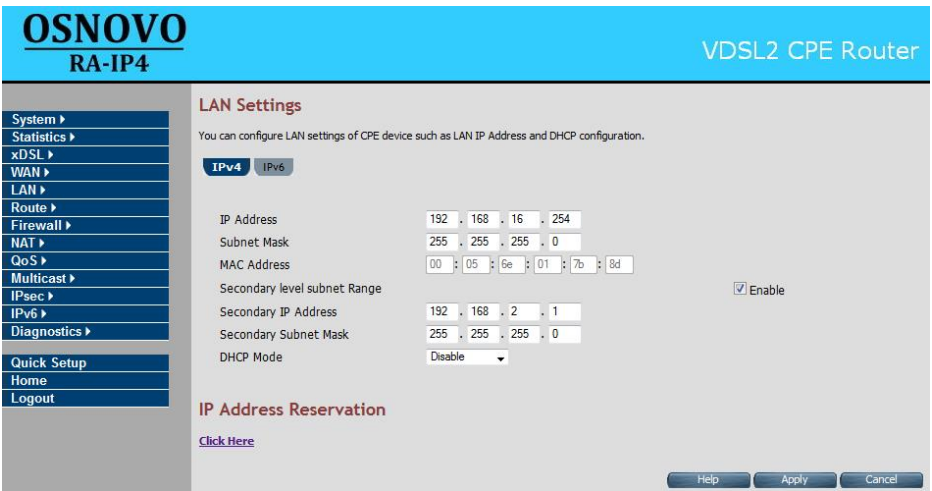 OSNOVO
RA-IP4
VDSL2 CPE Router
System
Statistics
xDSL
WAN
LAN
Route
Firewall
NAT
QoS
Multicast
IPsec
IPv6
Diagnostics
Quick Setup
Home
Logout
LAN Settings
You can configure LAN settings of CPE device such as LAN IP Address and DHCP configuration.
IPv4 IPv6
IP Address 192 . 168 . 16 . 254
Subnet Mask 255 . 255 . 255 . 0
MAC Address 00 : 05 : 6e : 01 : 7b : 8d
Secondary level subnet Range Enable
Secondary IP Address 192 . 168 . 2 . 1
Secondary Subnet Mask 255 . 255 . 255 . 0
DHCP Mode Disable
IP Address Reservation
Click Here
Help Apply Cancel